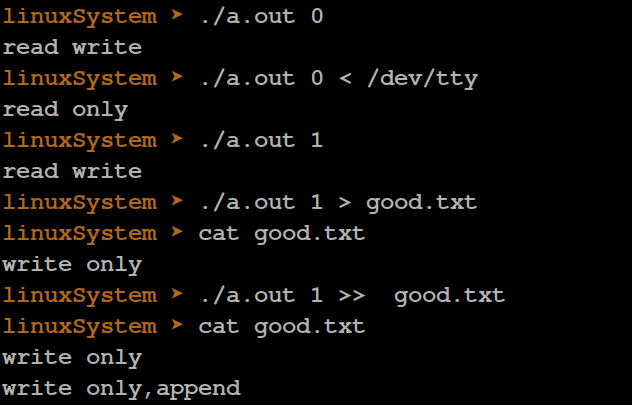 linuxSystem ➤ ./a.out 0
read write
linuxSystem ➤ ./a.out 0 < /dev/tty
read only
linuxSystem ➤ ./a.out 1
read write
linuxSystem ➤ ./a.out 1 > good.txt
linuxSystem ➤ cat good.txt
write only
linuxSystem ➤ ./a.out 1 >>  good.txt
linuxSystem ➤ cat good.txt
write only
write only,append